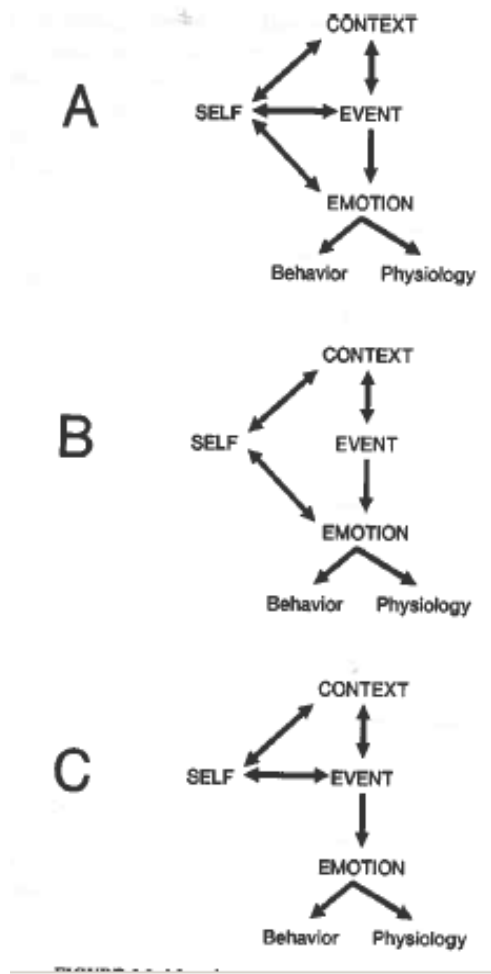 CONTEXT
A
SELF
EVENT
EMOTION
Behavior Physiology
CONTEXT
B
SELF
EVENT
EMOTION
Behavior Physiology
CONTEXT
C
SELF
EVENT
EMOTION
Behavior Physiology